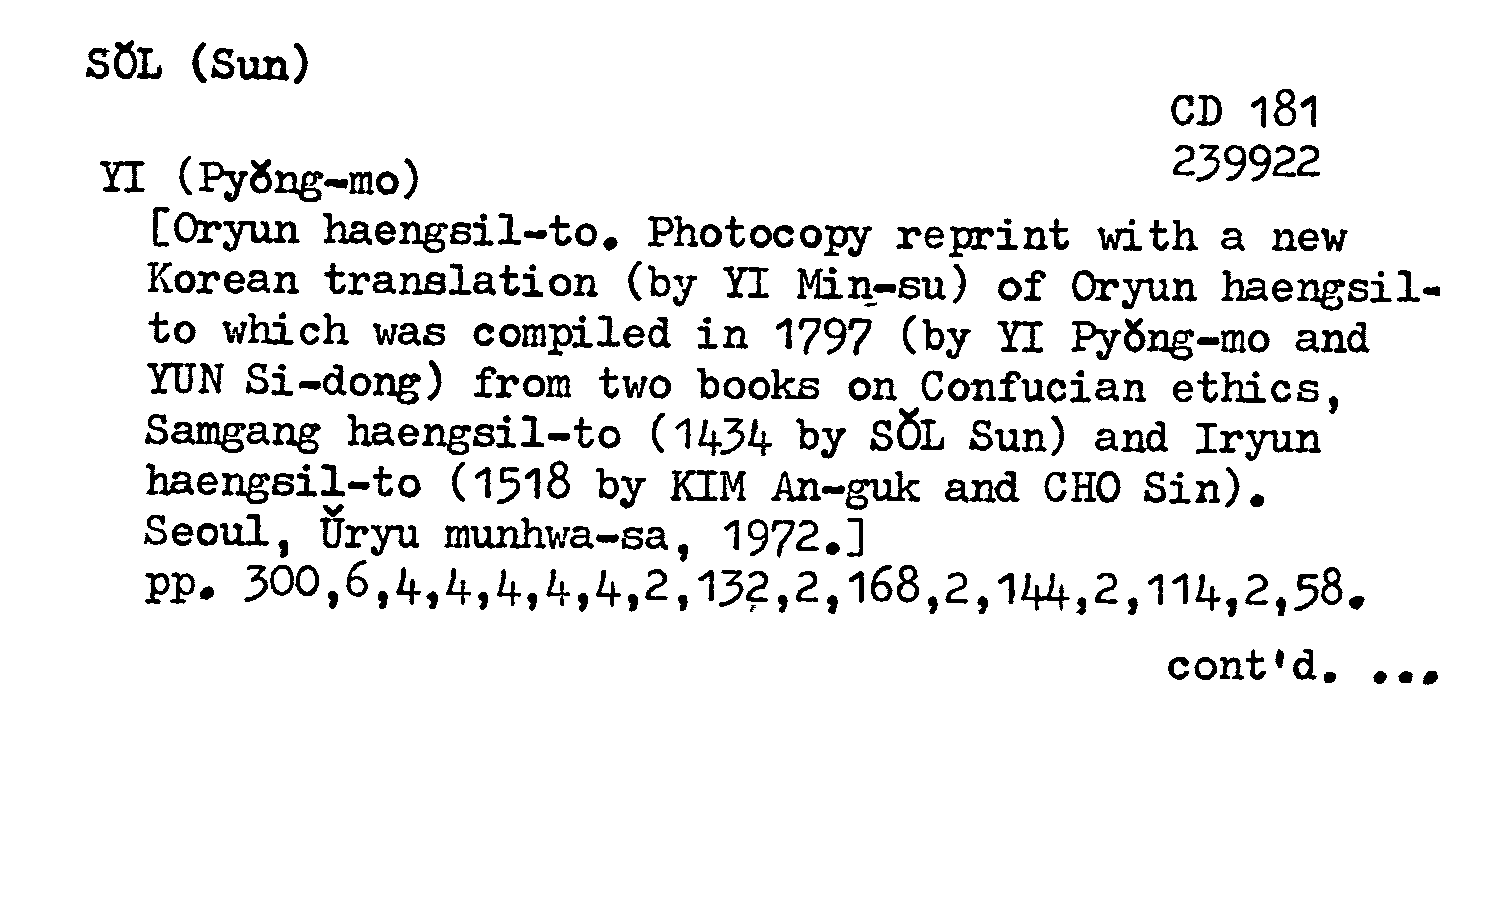 SŎL (Sun)
CD 181
239922
YI (Pyŏng-mo)
[Oryun haengsil-to. Photocopy reprint with a new
Korean translation (by YI Min-su) of Oryun haengsil-
to which was compiled in 1797 (by YI Pyŏng-mo and
YUN Si-dong) from two books on Confucian ethics,
Samgang haengsil-to (1434 by SŎL Sun) and Iryun
haengsil-to (1518 by KIM An-guk and CHO Sin).
Seoul, Ŭryu munhwa-sa, 1972.]
pp. 300,6,4,4,4,4,4,2,132,2,168,2,144,2,114,2,58.
cont'd. ...